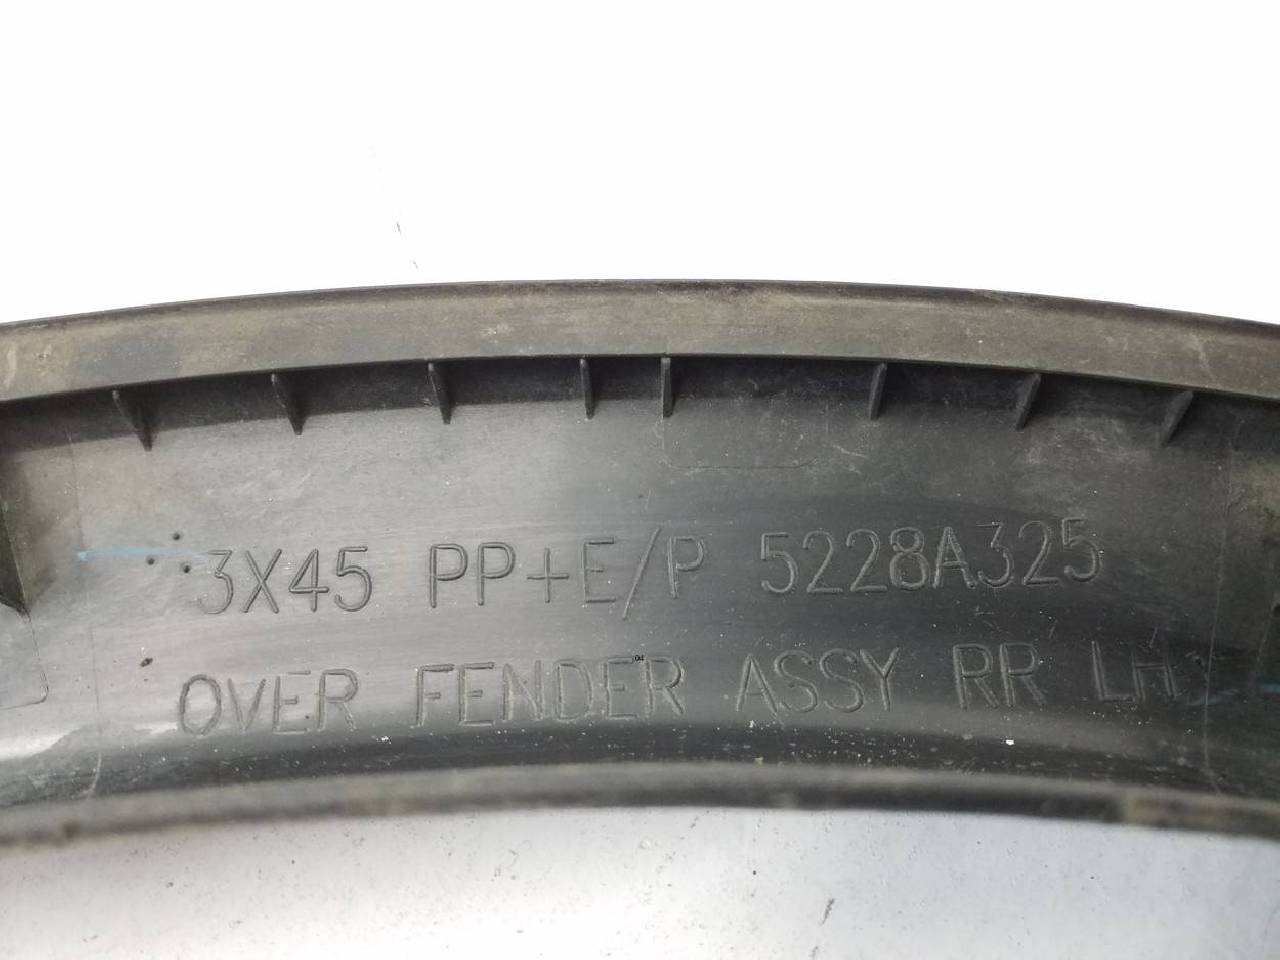 3X45 PP+E/P 5228A325
OVER FENDER ASSY RR LH